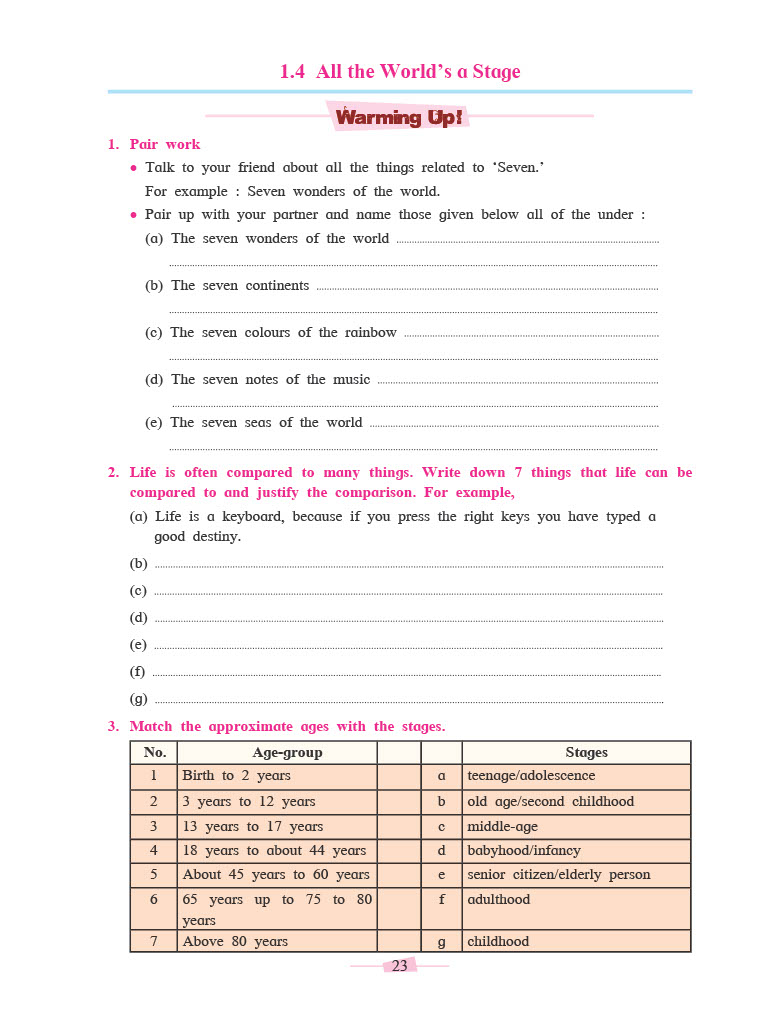 1.4 All the World's a Stage
Warming Up!
1. Pair work
• Talk to your friend about all the things related to ‘Seven.’
For example : Seven wonders of the world.
• Pair up with your partner and name those given below all of the under :
(a) The seven wonders of the world ..........
..........
(b) The seven continents ..........
..........
(c) The seven colours of the rainbow ..........
..........
(d) The seven notes of the music ..........
..........
(e) The seven seas of the world ..........
..........
2. Life is often compared to many things. Write down 7 things that life can be
compared to and justify the comparison. For example,
(a) Life is a keyboard, because if you press the right keys you have typed a
good destiny.
(b) ..........
(c) ..........
(d) ..........
(e) ..........
(f) ..........
(g) ..........
3. Match the approximate ages with the stages.
No. Age-group Stages
1 Birth to 2 years a teenage/adolescence
2 3 years to 12 years b old age/second childhood
3 13 years to 17 years c middle-age
4 18 years to about 44 years d babyhood/infancy
5 About 45 years to 60 years e senior citizen/elderly person
6 65 years up to 75 to 80 f adulthood
years
7 Above 80 years g childhood
23